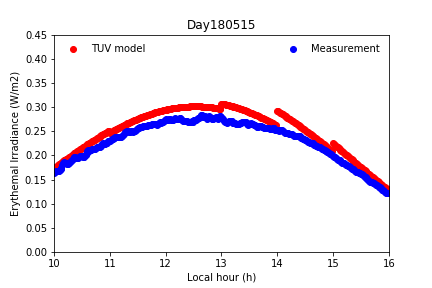 Day180515
TUV model
Measurement
0.45
0.40
0.35
0.30
0.25
0.20
0.15
0.10
0.05
0.00
Erythemal Irradiance (W/m2)
10 11 12 13 14 15 16
Local hour (h)